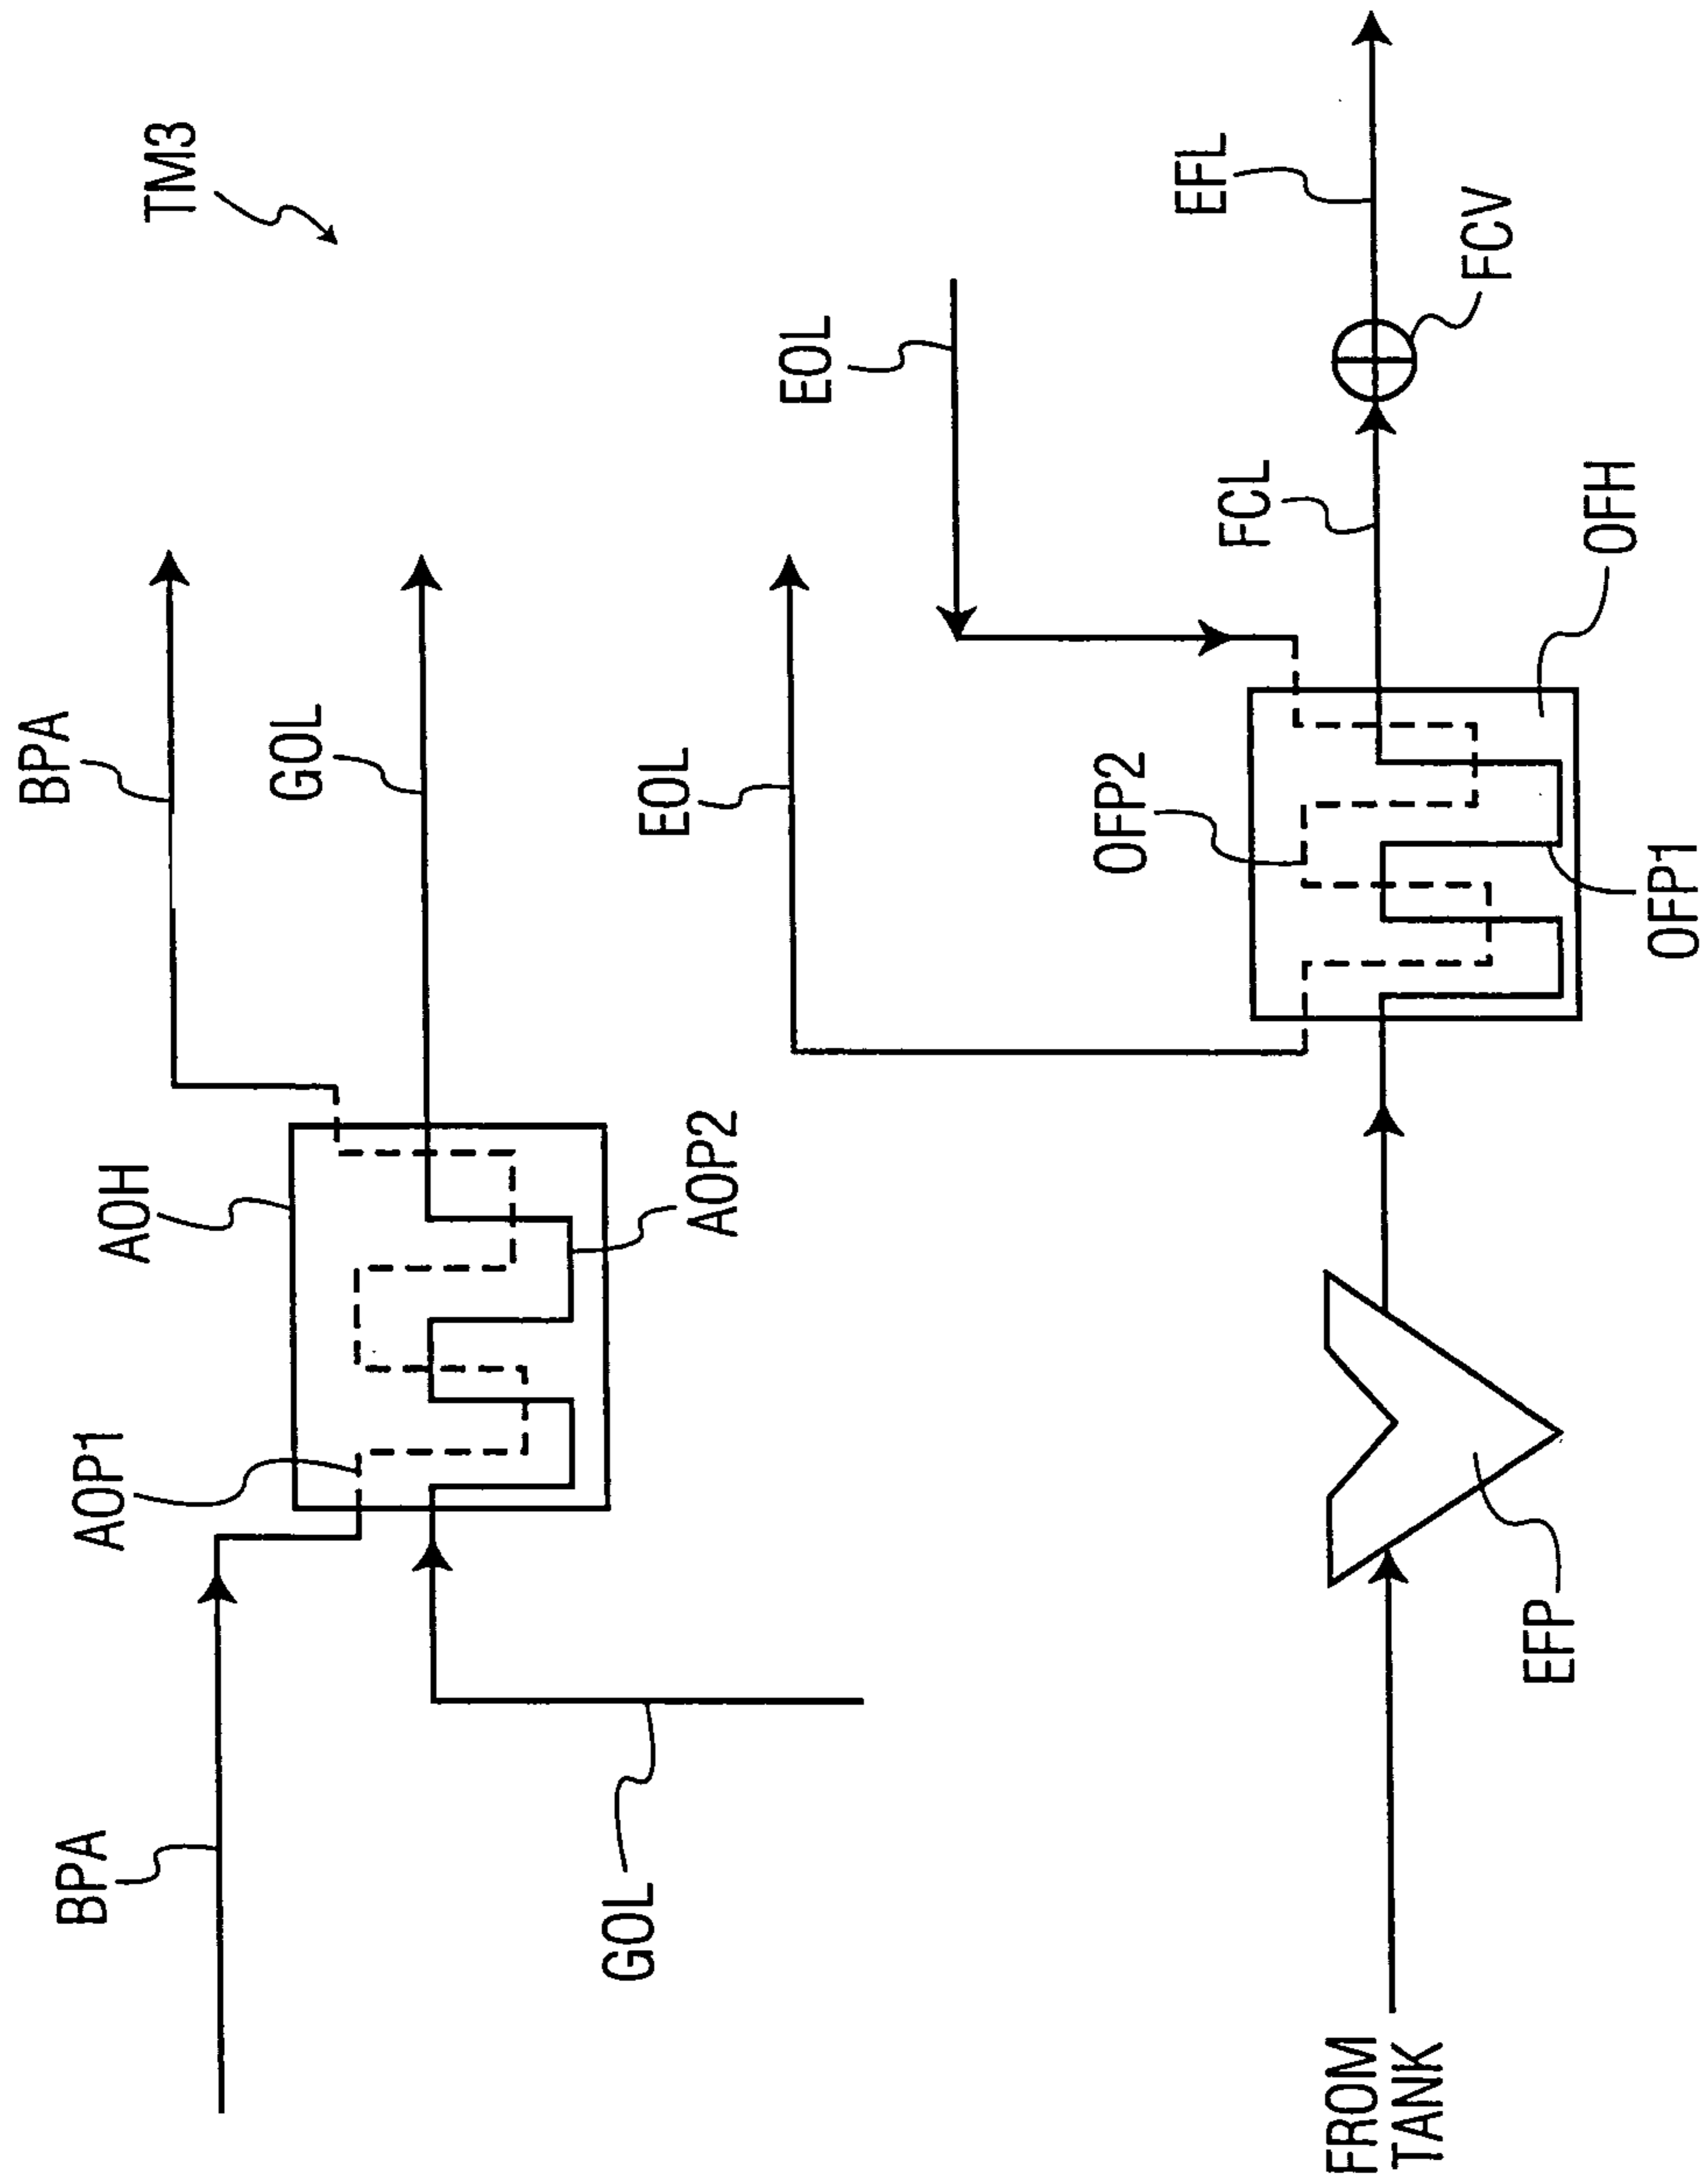 TM3
BPA
GOL
AOH
AOP1
AOP2
BPA
GOL
EOL
EOL
EFL
FCV
FCL
OFH
OFP2
OFP1
EFP
FROM
TANK